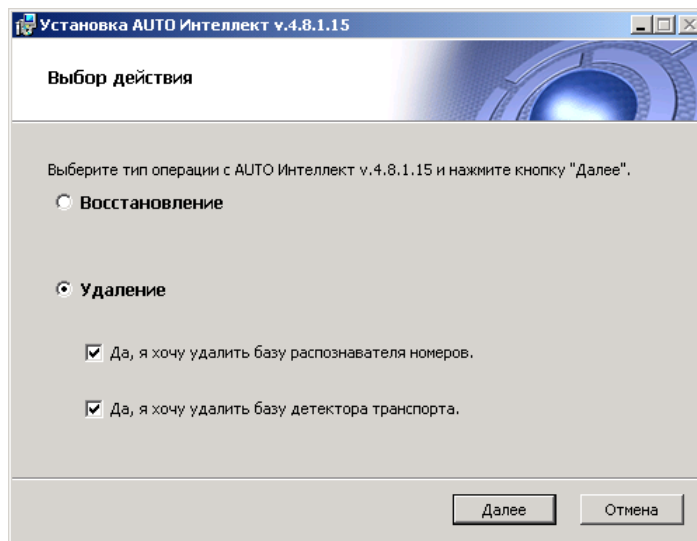 Установка AUTO Интеллект v.4.8.1.15
Выбор действия
Выберите тип операции с AUTO Интеллект v.4.8.1.15 и нажмите кнопку "Далее".
Восстановление
Удаление
Да, я хочу удалить базу распознавателя номеров.
Да, я хочу удалить базу детектора транспорта.
Далее
Отмена